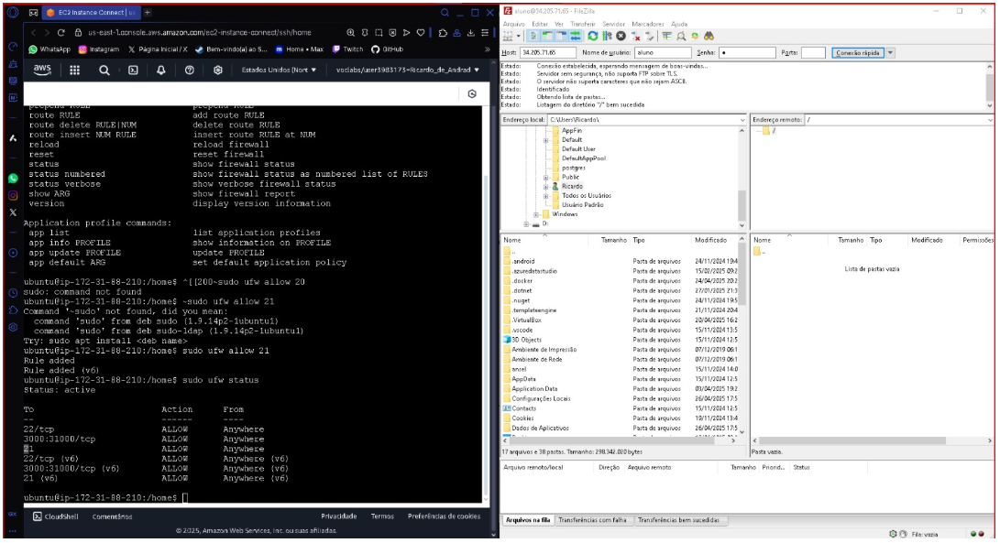 EC2 Instance Connect | us
us-east-1.console.aws.amazon.com/ec2-instance-connect/ssh/home
WhatsApp Instagram Página inicial / X Bem-vindo(a) ao S... Home • Max Twitch GitHub
aws Estados Unidos (Nort ▼ voclabs/user3983173=Ricardo_de_Andrad ▼
prepend RULE prepend RULE
route RULE add route RULE
route delete RULE|NUM delete route RULE
route insert NUM RULE insert route RULE at NUM
reload reload firewall
reset reset firewall
status show firewall status
status numbered show firewall status as numbered list of RULES
status verbose show verbose firewall status
show ARG show firewall report
version display version information
Application profile commands:
app list list application profiles
app info PROFILE show information on PROFILE
app update PROFILE update PROFILE
app default ARG set default application policy
ubuntu@ip-172-31-88-210:/home$ ^[[200~sudo ufw allow 20
sudo: command not found
ubuntu@ip-172-31-88-210:/home$ ~sudo ufw allow 21
Command '~sudo' not found, did you mean:
command 'sudo' from deb sudo (1.9.14p2-1ubuntu1)
command 'sudo' from deb sudo-ldap (1.9.14p2-1ubuntu1)
Try: sudo apt install <deb name>
ubuntu@ip-172-31-88-210:/home$ sudo ufw allow 21
Rule added
Rule added (v6)
ubuntu@ip-172-31-88-210:/home$ sudo ufw status
Status: active
To Action From
-- ------ ----
22/tcp ALLOW Anywhere
3000:31000/tcp ALLOW Anywhere
21 ALLOW Anywhere
22/tcp (v6) ALLOW Anywhere (v6)
3000:31000/tcp (v6) ALLOW Anywhere (v6)
21 (v6) ALLOW Anywhere (v6)
ubuntu@ip-172-31-88-210:/home$
CloudShell Comentários Privacidade Termos Preferências de cookies
© 2025, Amazon Web Services, Inc. ou suas afiliadas.
aluno@34.205.71.65 - FileZilla
Arquivo Editar Ver Transferir Servidor Marcadores Ajuda
Host: 34.205.71.65 Nome de usuário: aluno Senha: • Porta: Conexão rápida
Estado: Conexão estabelecida, esperando mensagem de boas-vindas...
Estado: Servidor sem segurança, não suporta FTP sobre TLS.
Estado: O servidor não suporta caracteres que não sejam ASCII.
Estado: Identificado
Estado: Obtendo lista de pastas...
Estado: Listagem do diretório "/" bem sucedida
Endereço local: C:\Users\Ricardo\
AppFin
Default
Default User
DefaultAppPool
postgres
Public
Ricardo
Todos os Usuários
Usuário Padrão
Windows
D:
Endereço remoto: /
/
Nome Tamanho Tipo Modificado
..
.android Pasta de arquivos 24/11/2024 19:4
.azuredatastudio Pasta de arquivos 15/02/2025 09:2
.docker Pasta de arquivos 24/04/2025 20:2
.dotnet Pasta de arquivos 27/01/2025 21:3
.nuget Pasta de arquivos 24/11/2024 19:5
.templateengine Pasta de arquivos 21/11/2024 20:4
.VirtualBox Pasta de arquivos 20/04/2025 16:2
.vscode Pasta de arquivos 15/11/2024 13:5
3D Objects Pasta de arquivos 15/11/2024 12:5
Ambiente de Impressão Pasta de arquivos 07/12/2019 06:1
Ambiente de Rede Pasta de arquivos 07/12/2019 06:1
ansel Pasta de arquivos 15/11/2024 14:0
AppData Pasta de arquivos 15/11/2024 12:5
Application Data Pasta de arquivos 03/04/2025 19:2
Configurações Locais Pasta de arquivos 26/04/2025 17:5
Contacts Pasta de arquivos 15/11/2024 12:5
Cookies Pasta de arquivos 19/11/2024 13:4
Dados de Aplicativos Pasta de arquivos 26/04/2025 17:5
17 arquivos e 38 pastas. Tamanho: 298.342.020 bytes
Nome Tamanho Tipo Modificado Permissões
..
Lista de pastas vazia
Pasta vazia.
Arquivo remoto/local Direção Arquivo remoto Tamanho Priorid... Status
Arquivos na fila Transferências com falha Transferências bem sucedidas
Fila: vazia